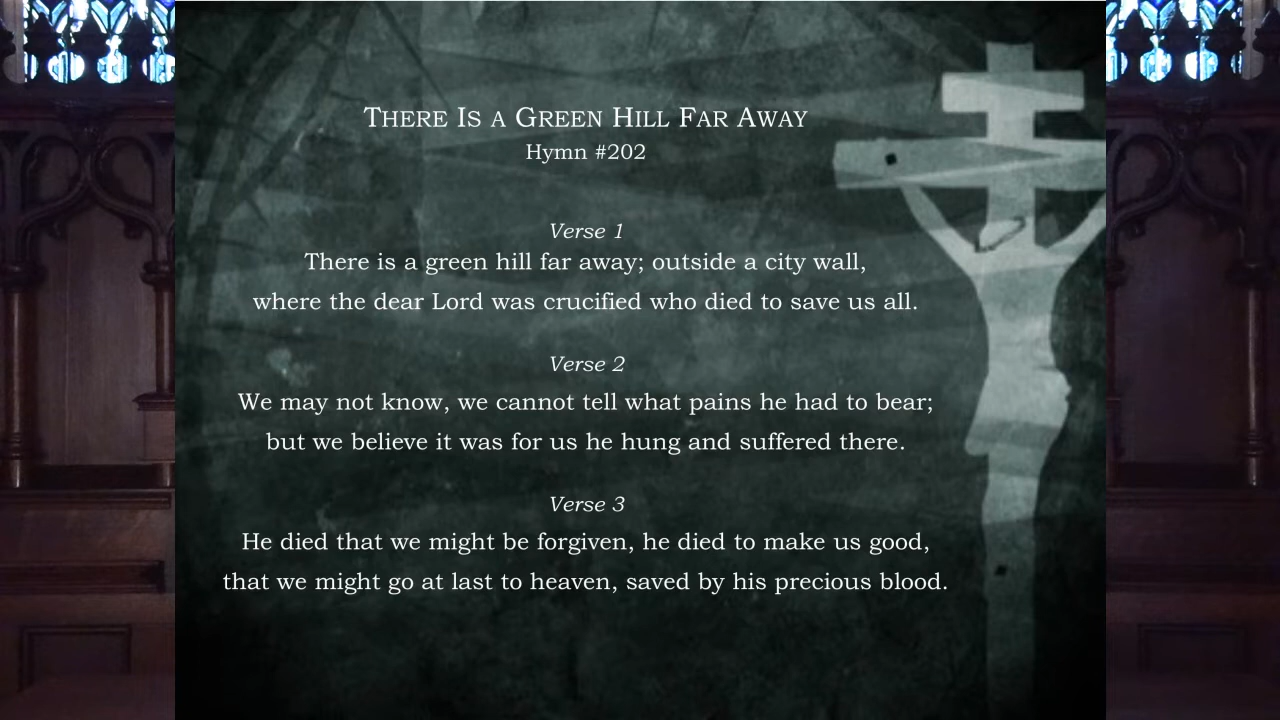 There Is a Green Hill Far Away
Hymn #202
Verse 1
There is a green hill far away; outside a city wall,
where the dear Lord was crucified who died to save us all.
Verse 2
We may not know, we cannot tell what pains he had to bear;
but we believe it was for us he hung and suffered there.
Verse 3
He died that we might be forgiven, he died to make us good,
that we might go at last to heaven, saved by his precious blood.